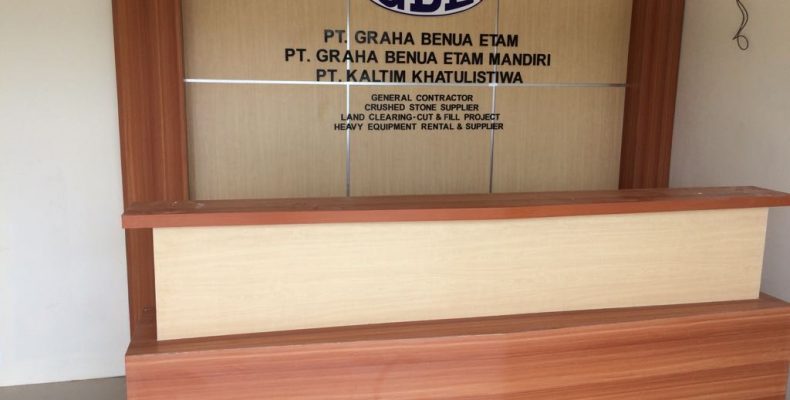 PT. GRAHA BENUA ETAM
PT. GRAHA BENUA ETAM MANDIRI
PT. KALTIM KHATULISTIWA
GENERAL CONTRACTOR
CRUSHED STONE SUPPLIER
LAND CLEARING-CUT & FILL PROJECT
HEAVY EQUIPMENT RENTAL & SUPPLIER